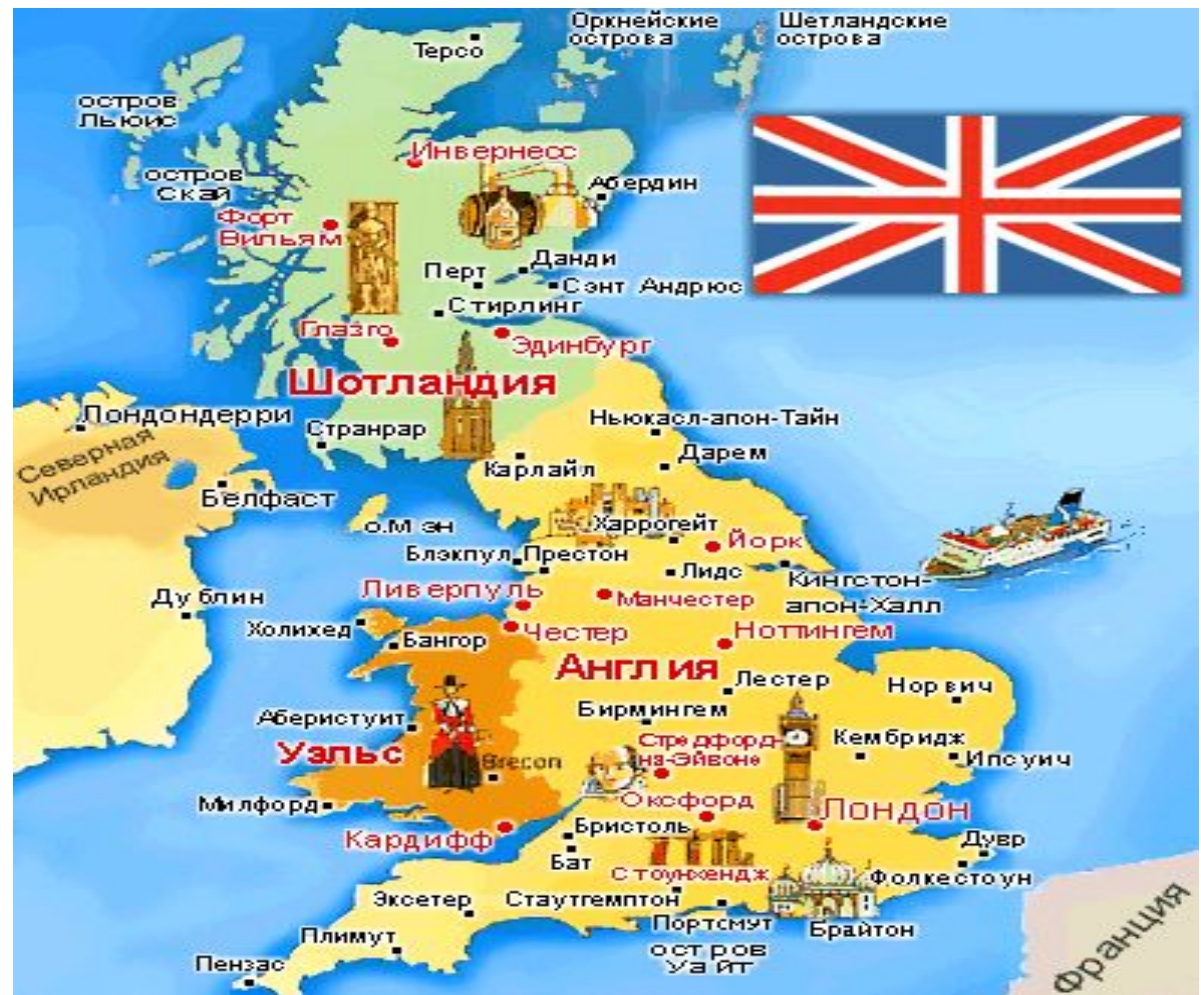 Оркнейские
острова
Шетландские
острова
Терсо
остров
Льюис
Инвернесс
остров
Скай
Абердин
Форт
Вильям
Данди
Перт
Сэнт Андрюс
Стирлинг
Глазго
Эдинбург
Шотландия
Лондондерри
Странрар
Ньюкасл-апон-Тайн
Северная
Ирландия
Карлайл
Дарем
Белфаст
о.Мэн
Харрогейт
Йорк
Блэкпул
Престон
Лидс
Кингстон-
апон-Халл
Ливерпуль
Манчестер
Дублин
Холихед
Бангор
Честер
Ноттингем
Англия
Лестер
Норвич
Аберистуит
Бирмингем
Уэльс
Стредфорд-
на-Эйвоне
Кембридж
Ипсуич
Brecon
Милфорд
Оксфорд
Лондон
Кардифф
Бристоль
Дувр
Бат
Стоунхендж
Фолкестоун
Эксетер
Стаутгемптон
Портсмут
Брайтон
Плимут
остров
Уайт
Пензас
Франция